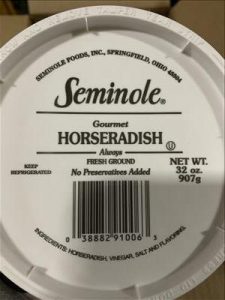 SEMINOLE FOODS, INC., SPRINGFIELD, OHIO 45504
Seminole®
Gourmet
HORSERADISH
Always
FRESH GROUND
No Preservatives Added
KEEP
REFRIGERATED
NET WT.
32 oz.
907g
0 38882 91006 3
INGREDIENTS: HORSERADISH, VINEGAR, SALT AND FLAVORING.